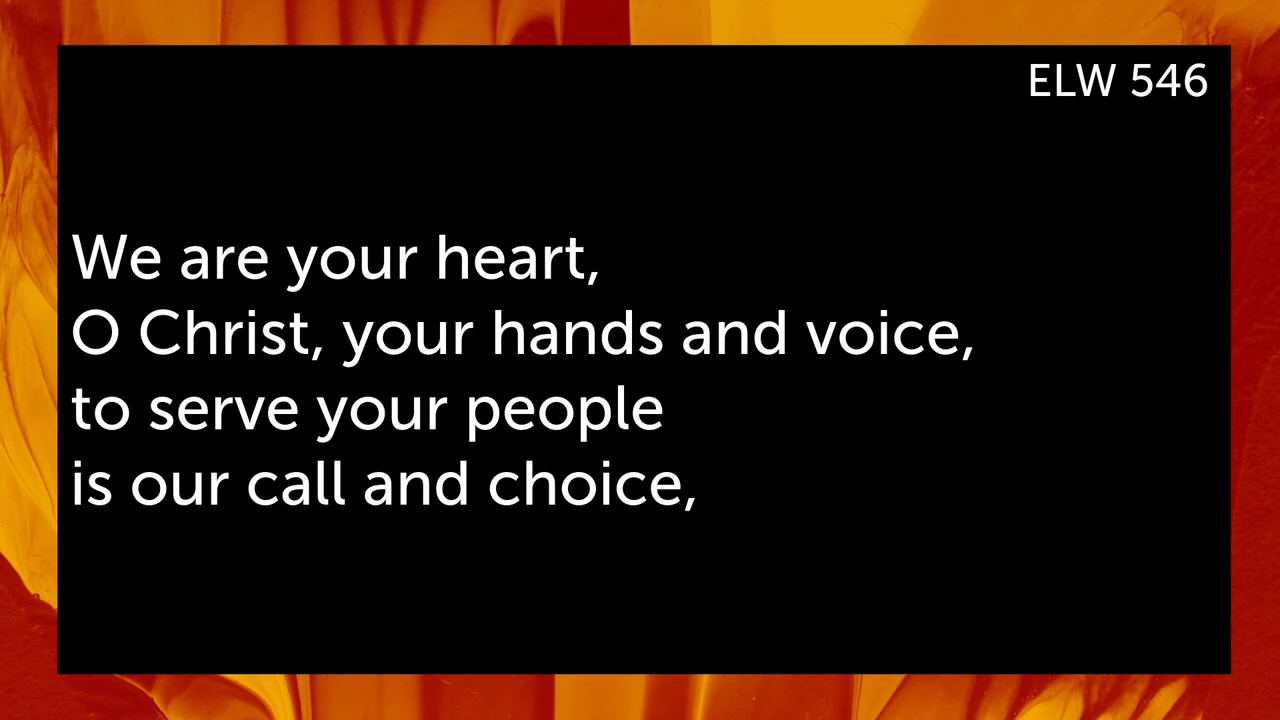 ELW 546
We are your heart,
O Christ, your hands and voice,
to serve your people
is our call and choice,